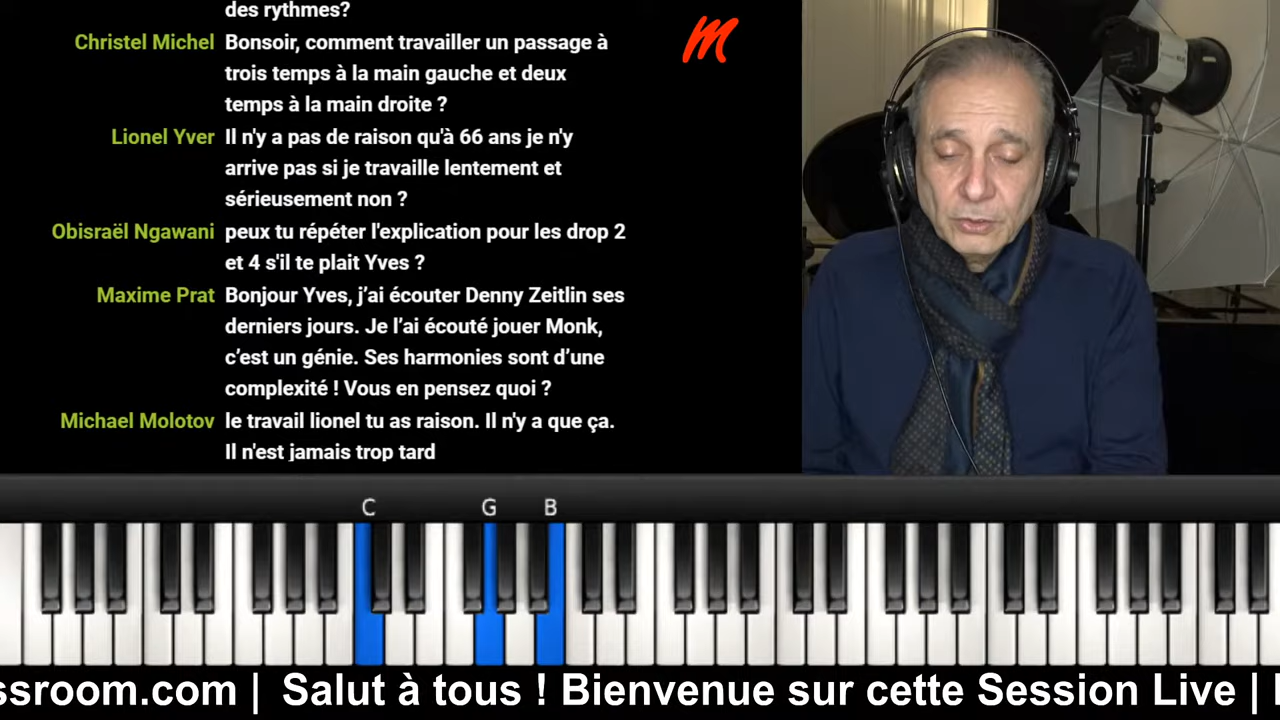 des rythmes?
Christel Michel Bonsoir, comment travailler un passage à
trois temps à la main gauche et deux
temps à la main droite ?
Lionel Yver Il n'y a pas de raison qu'à 66 ans je n'y
arrive pas si je travaille lentement et
sérieusement non ?
Obisraël Ngawani peux tu répéter l'explication pour les drop 2
et 4 s'il te plait Yves ?
Maxime Prat Bonjour Yves, j’ai écouter Denny Zeitlin ses
derniers jours. Je l’ai écouté jouer Monk,
c’est un génie. Ses harmonies sont d’une
complexité ! Vous en pensez quoi ?
Michael Molotov le travail lionel tu as raison. Il n'y a que ça.
Il n'est jamais trop tard
m
C G B
ssroom.com | Salut à tous ! Bienvenue sur cette Session Live |